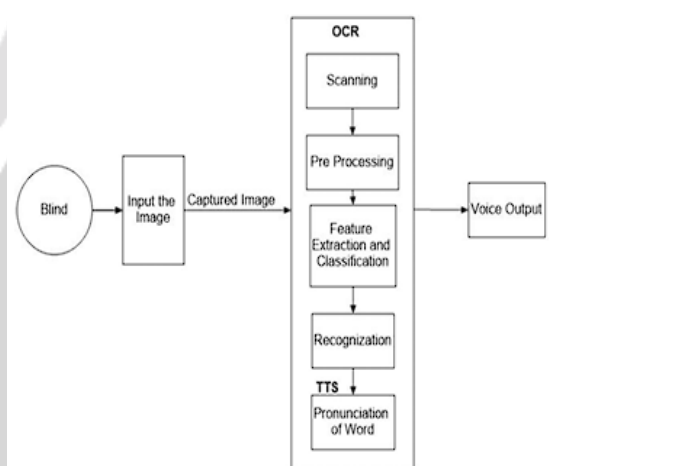 OCR
Scanning
Pre Processing
Blind
Input the
Image
Captured Image
Feature
Extraction and
Classification
Voice Output
Recognization
TTS
Pronunciation
of Word